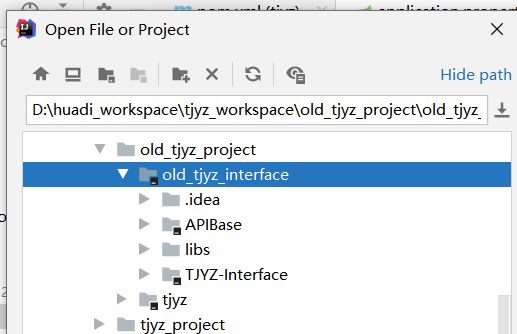 Open File or Project
Hide path
D:\huadi_workspace\tjyz_workspace\old_tjyz_project\old_tjyz_
old_tjyz_project
old_tjyz_interface
.idea
APIBase
libs
TJYZ-Interface
tjyz
tjyz_project